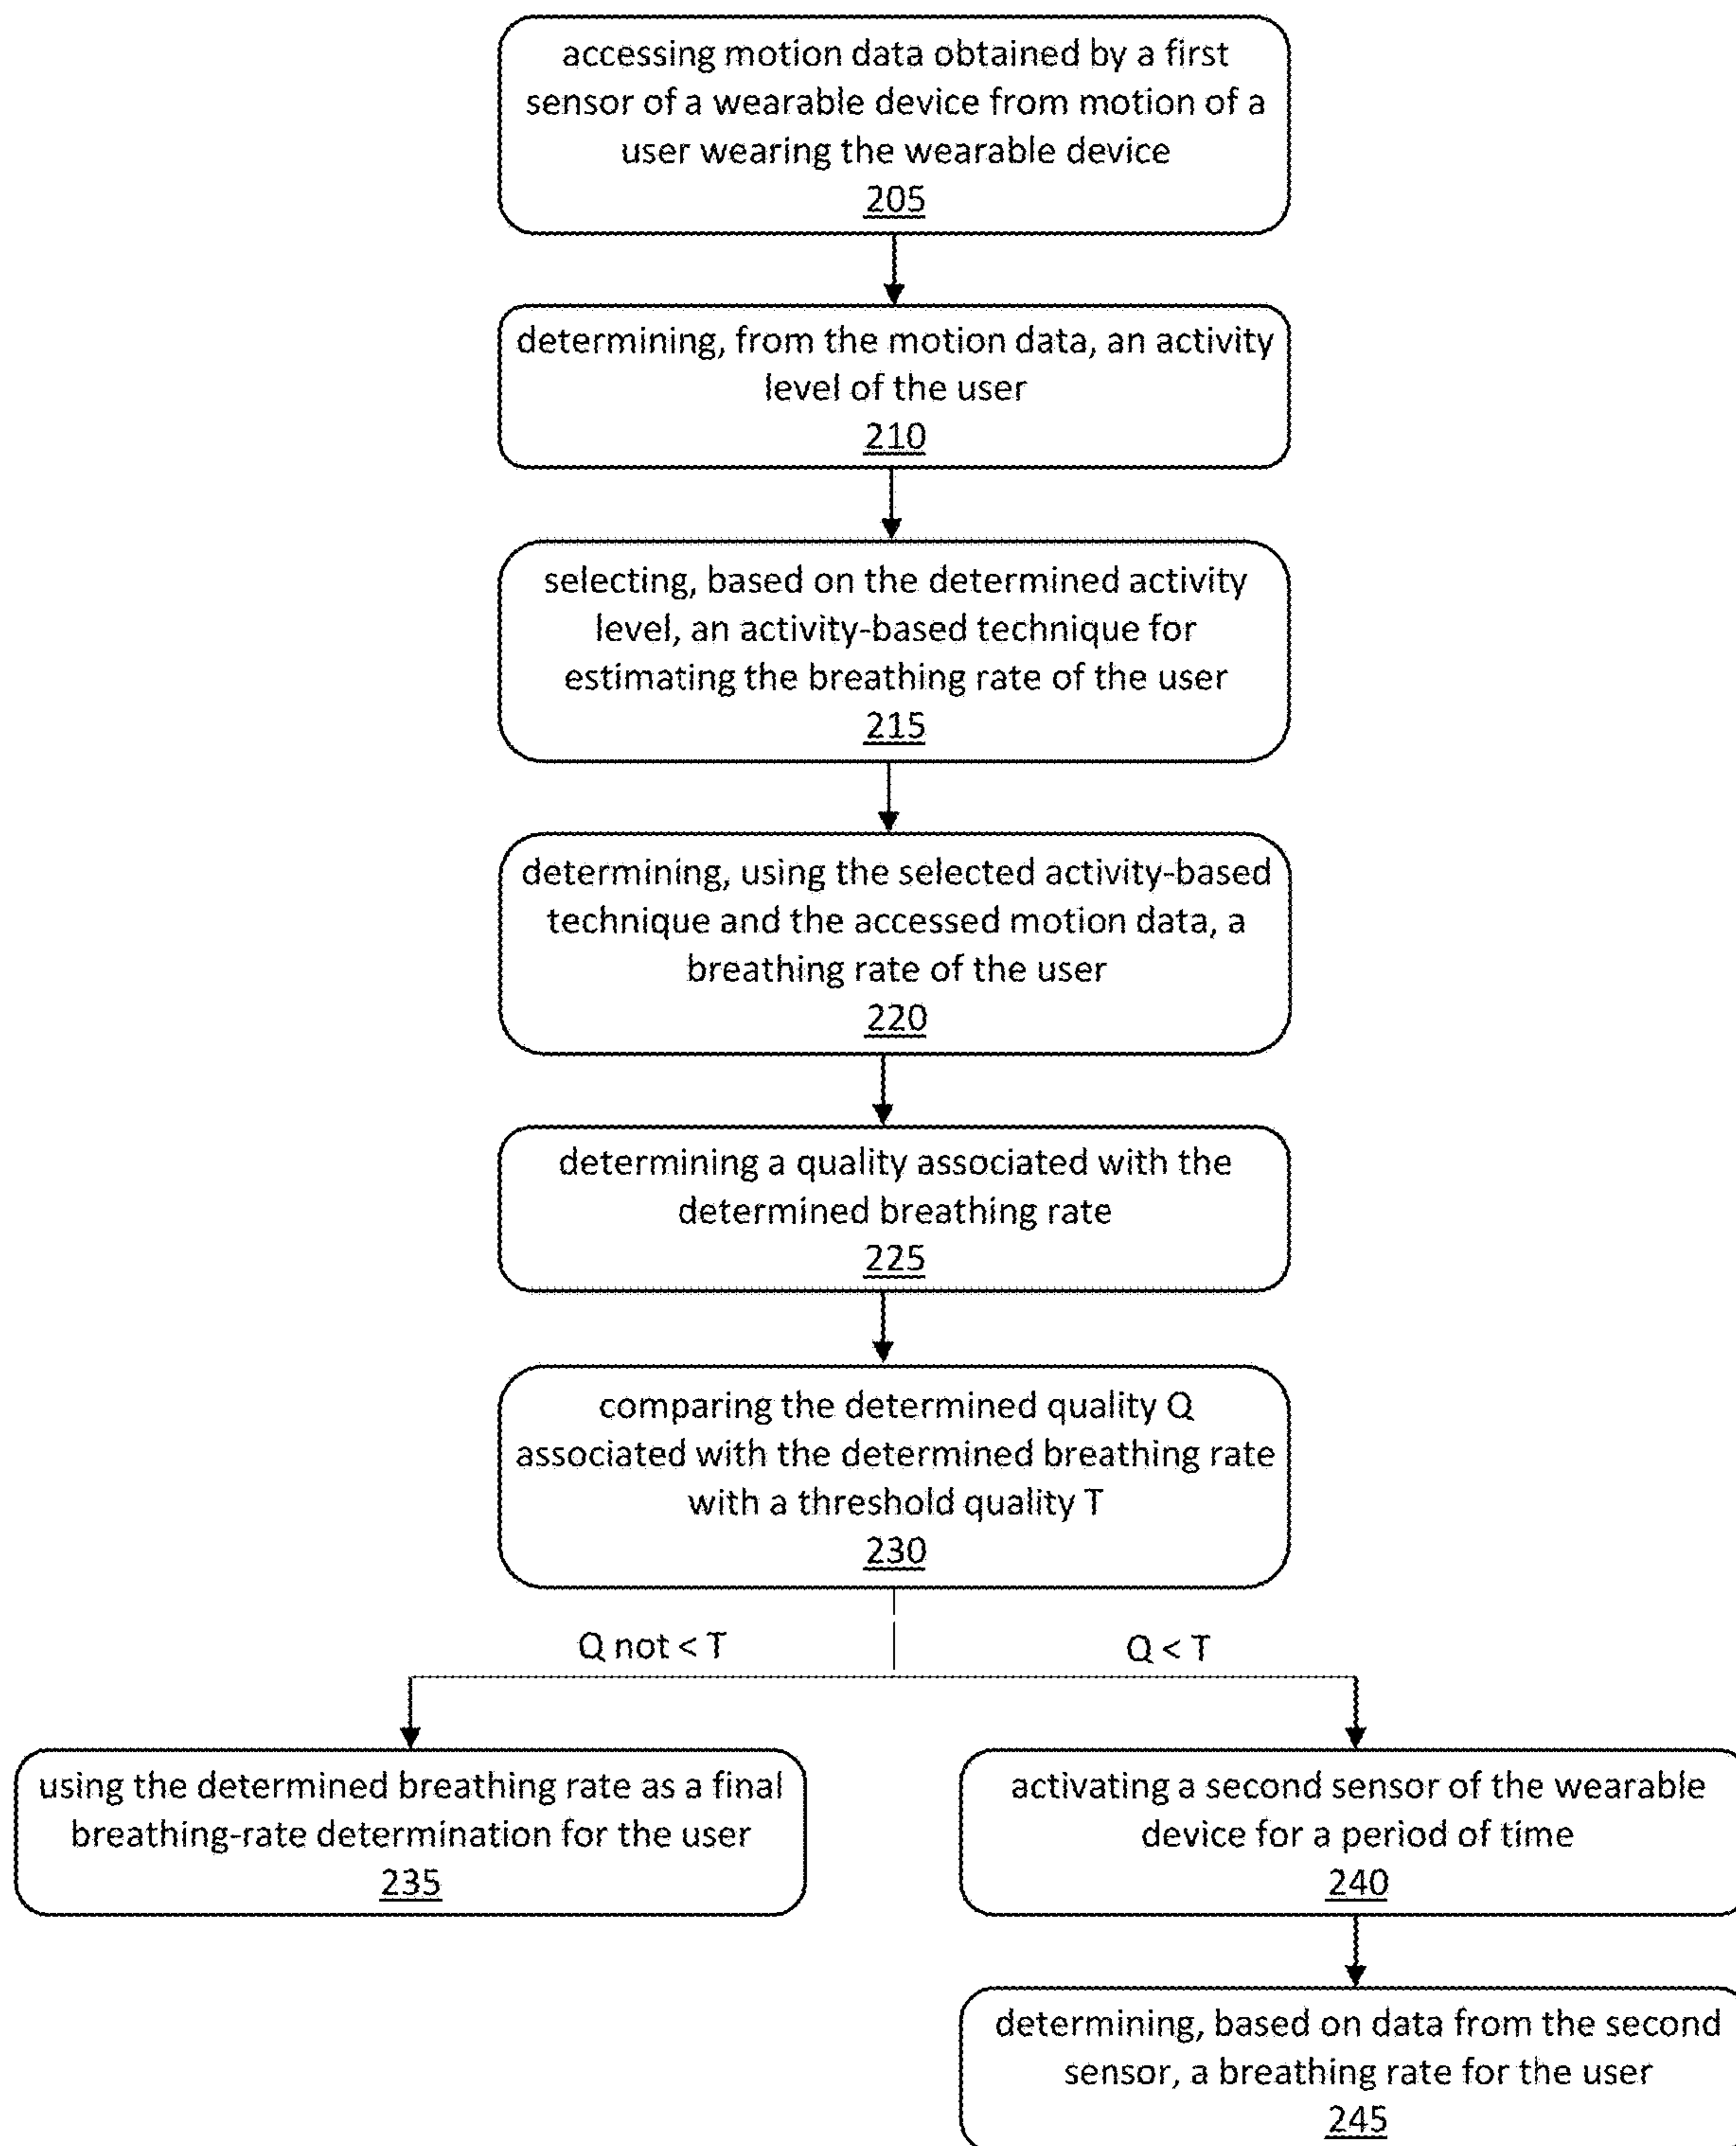 accessing motion data obtained by a first
sensor of a wearable device from motion of a
user wearing the wearable device
205
determining, from the motion data, an activity
level of the user
210
selecting, based on the determined activity
level, an activity-based technique for
estimating the breathing rate of the user
215
determining, using the selected activity-based
technique and the accessed motion data, a
breathing rate of the user
220
determining a quality associated with the
determined breathing rate
225
comparing the determined quality Q
associated with the determined breathing rate
with a threshold quality T
230
Q not < T
Q < T
using the determined breathing rate as a final
breathing-rate determination for the user
235
activating a second sensor of the wearable
device for a period of time
240
determining, based on data from the second
sensor, a breathing rate for the user
245